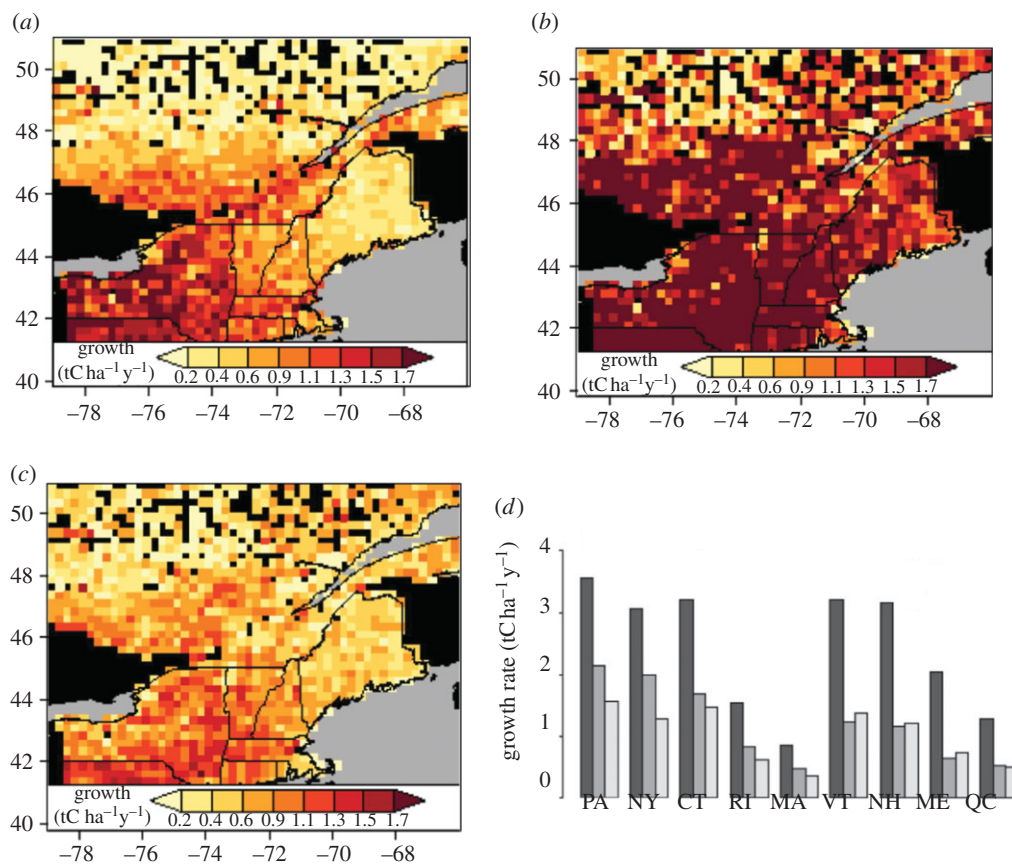 (a)
50
48
46
44
42
40
growth
(tC ha⁻¹ y⁻¹)
0.2 0.4 0.6 0.9 1.1 1.3 1.5 1.7
−78 −76 −74 −72 −70 −68
(b)
50
48
46
44
42
40
growth
(tC ha⁻¹ y⁻¹)
0.2 0.4 0.6 0.9 1.1 1.3 1.5 1.7
−78 −76 −74 −72 −70 −68
(c)
50
48
46
44
42
40
growth
(tC ha⁻¹ y⁻¹)
0.2 0.4 0.6 0.9 1.1 1.3 1.5 1.7
−78 −76 −74 −72 −70 −68
(d)
growth rate (tC ha⁻¹ y⁻¹)
4
3
2
1
0
PA NY CT RI MA VT NH ME QC